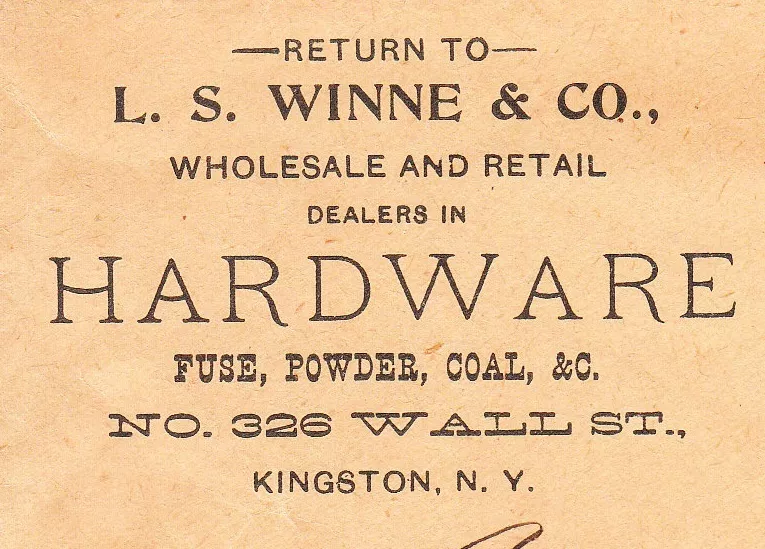 —RETURN TO—
L. S. WINNE & CO.,
WHOLESALE AND RETAIL
DEALERS IN
HARDWARE
FUSE, POWDER, COAL, &C.
NO. 326 WALL ST.,
KINGSTON, N. Y.